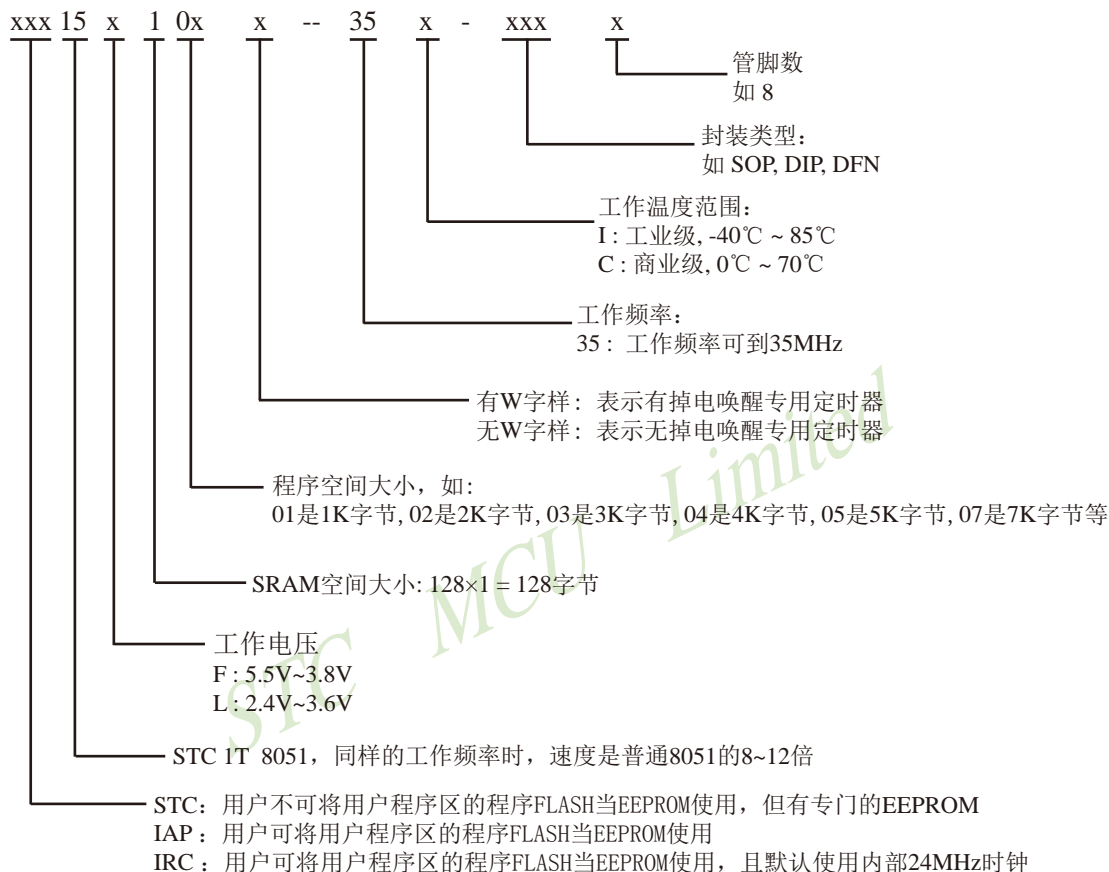 xxx 15 x 1 0x x -- 35 x - xxx x
管脚数
如 8
封装类型：
如 SOP, DIP, DFN
工作温度范围：
I : 工业级, -40℃ ~ 85℃
C : 商业级, 0℃ ~ 70℃
工作频率：
35 : 工作频率可到35MHz
有W字样：表示有掉电唤醒专用定时器
无W字样：表示无掉电唤醒专用定时器
程序空间大小，如:
01是1K字节, 02是2K字节, 03是3K字节, 04是4K字节, 05是5K字节, 07是7K字节等
SRAM空间大小: 128×1 = 128字节
工作电压
F : 5.5V~3.8V
L : 2.4V~3.6V
STC 1T 8051，同样的工作频率时，速度是普通8051的8~12倍
STC：用户不可将用户程序区的程序FLASH当EEPROM使用，但有专门的EEPROM
IAP：用户可将用户程序区的程序FLASH当EEPROM使用
IRC：用户可将用户程序区的程序FLASH当EEPROM使用，且默认使用内部24MHz时钟
STC MCU Limited